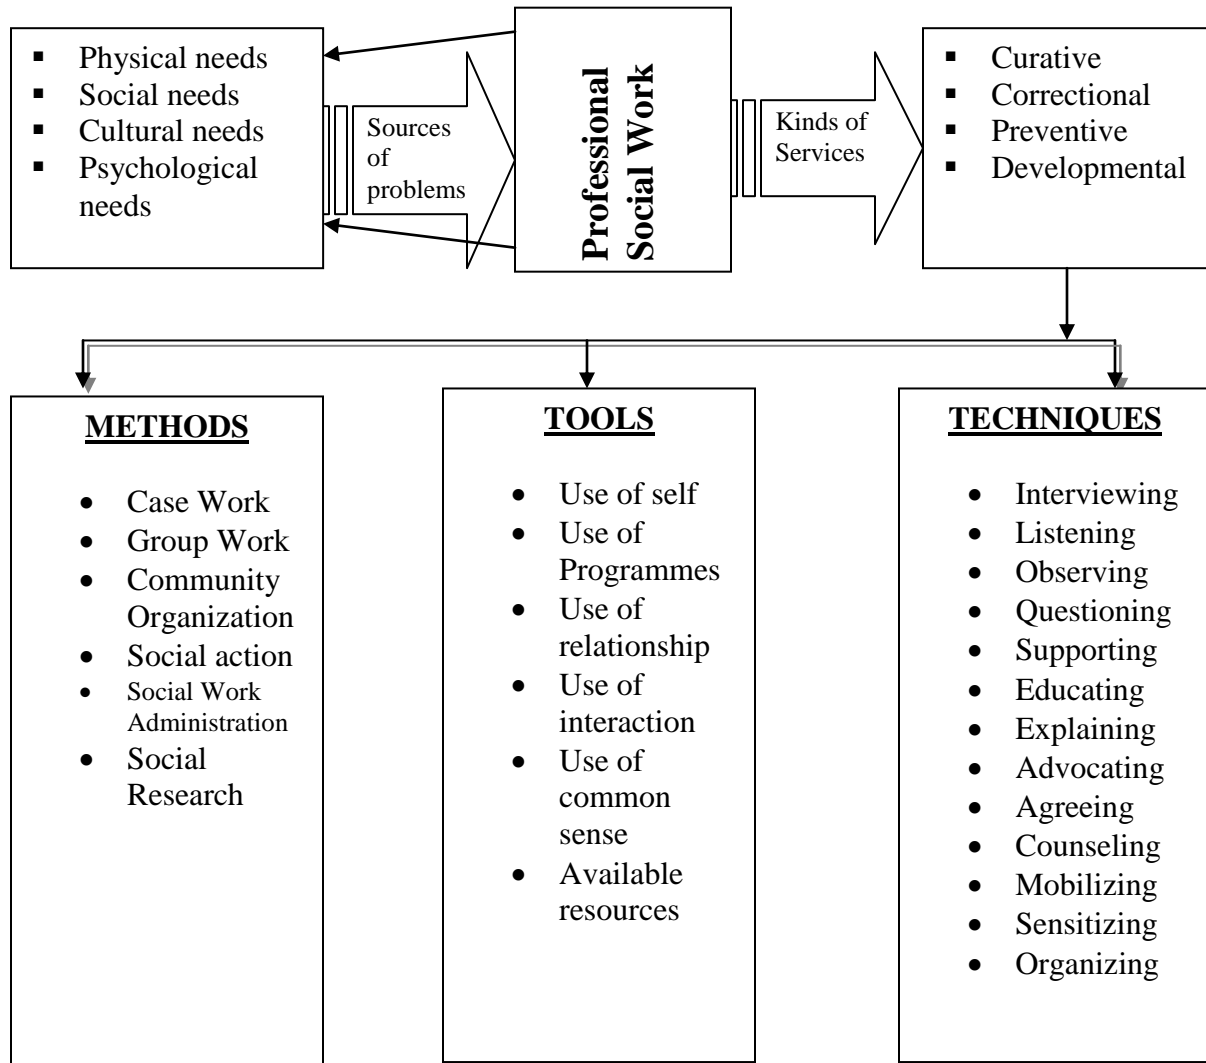 ▪ Physical needs
▪ Social needs
▪ Cultural needs
▪ Psychological
needs
Sources
of
problems
Professional
Social Work
Kinds of
Services
▪ Curative
▪ Correctional
▪ Preventive
▪ Developmental
METHODS
• Case Work
• Group Work
• Community
Organization
• Social action
• Social Work
Administration
• Social
Research
TOOLS
• Use of self
• Use of
Programmes
• Use of
relationship
• Use of
interaction
• Use of
common
sense
• Available
resources
TECHNIQUES
• Interviewing
• Listening
• Observing
• Questioning
• Supporting
• Educating
• Explaining
• Advocating
• Agreeing
• Counseling
• Mobilizing
• Sensitizing
• Organizing